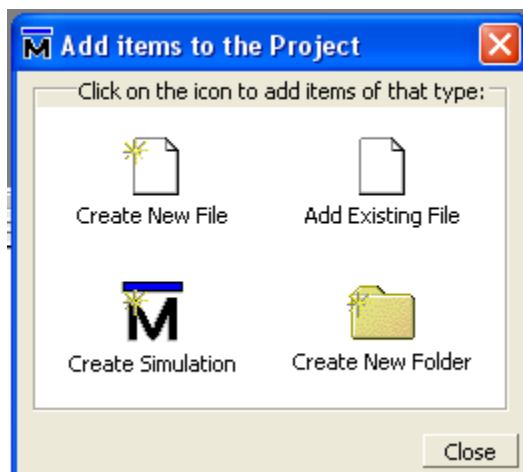 Add items to the Project
Click on the icon to add items of that type:
Create New File
Add Existing File
Create Simulation
Create New Folder
Close